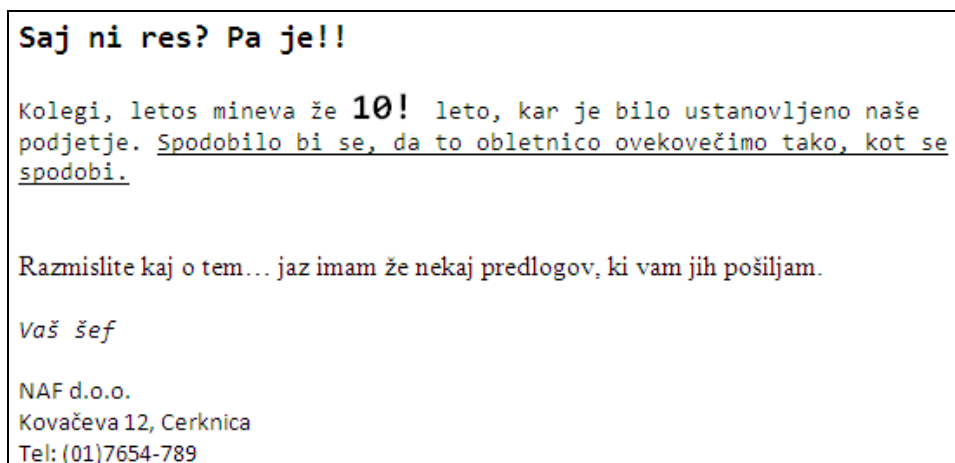 Saj ni res? Pa je!!
Kolegi, letos mineva že 10! leto, kar je bilo ustanovljeno naše
podjetje. Spodobilo bi se, da to obletnico ovekovečimo tako, kot se
spodobi.
Razmislite kaj o tem… jaz imam že nekaj predlogov, ki vam jih pošiljam.
Vaš šef
NAF d.o.o.
Kovačeva 12, Cerknica
Tel: (01)7654-789